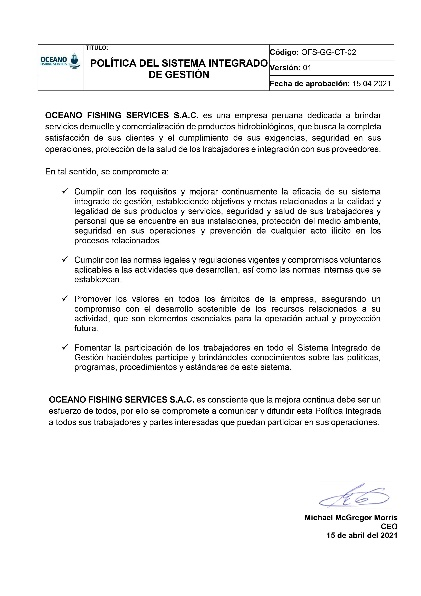 TITULO:
Código: OFS-GG-CT-02
OCEANO
POLÍTICA DEL SISTEMA INTEGRADO
DE GESTIÓN
Versión: 01
Fecha de aprobación: 15.04.2021
OCEANO FISHING SERVICES S.A.C. es una empresa peruana dedicada a brindar
servicios de muelle y comercialización de productos hidrobiológicos, que busca la completa
satisfacción de sus clientes y el cumplimiento de sus exigencias, seguridad en sus
operaciones, protección de la salud de los trabajadores e integración con sus proveedores.
En tal sentido, se compromete a:
✓ Cumplir con los requisitos y mejorar continuamente la eficacia de su sistema
integrado de gestión, estableciendo objetivos y metas relacionados a la calidad y
legalidad de sus productos y servicios, seguridad y salud de sus trabajadores y
personal que se encuentre en sus instalaciones, protección del medio ambiente,
seguridad en sus operaciones y prevención de cualquier acto ilícito en los
procesos relacionados.
✓ Cumplir con las normas legales y regulaciones vigentes y compromisos voluntarios
aplicables a las actividades que desarrollan, así como las normas internas que se
establezcan.
✓ Promover los valores en todos los ámbitos de la empresa, asegurando un
compromiso con el desarrollo sostenible de los recursos relacionados a su
actividad, que son elementos esenciales para la operación actual y proyección
futura.
✓ Fomentar la participación de los trabajadores en todo el Sistema Integrado de
Gestión haciéndoles partícipe y brindándoles conocimientos sobre las políticas,
programas, procedimientos y estándares de este sistema.
OCEANO FISHING SERVICES S.A.C. es consciente que la mejora continua debe ser un
esfuerzo de todos, por ello se compromete a comunicar y difundir esta Política Integrada
a todos sus trabajadores y partes interesadas que puedan participar en sus operaciones.
Michael McGregor Morris
CEO
15 de abril del 2021